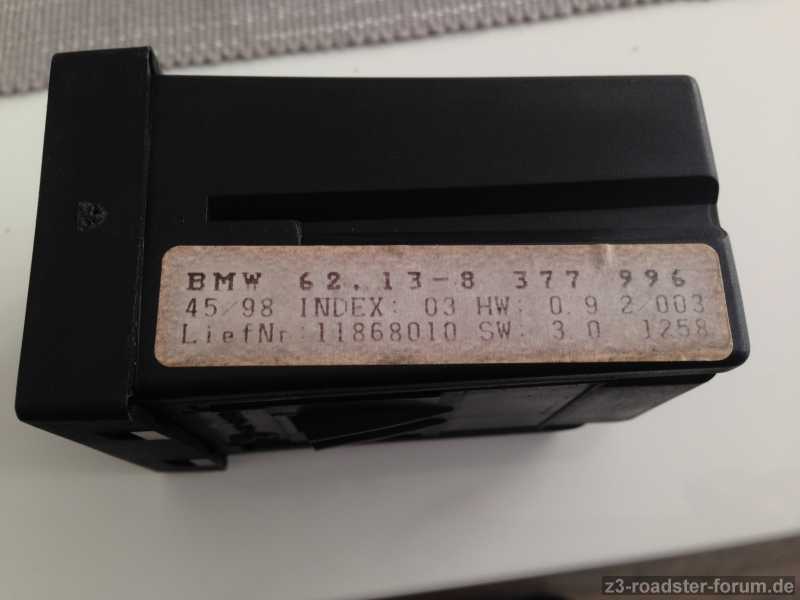 BMW 62.13-8 377 996
45/98 INDEX: 03 HW: 0.9 2/003
LiefNr:11868010 SW: 3.0 1258
z3-roadster-forum.de